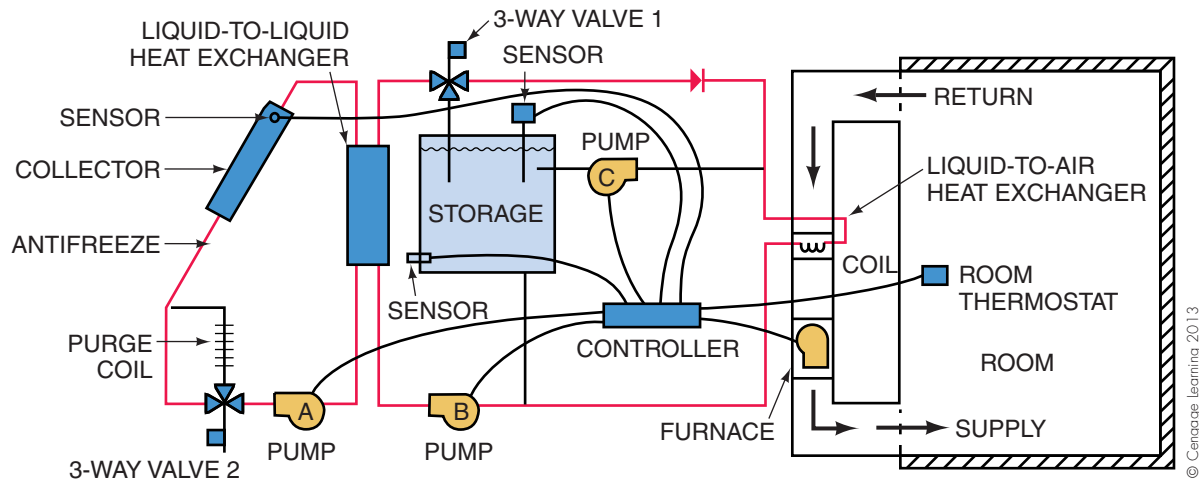 3-WAY VALVE 1
LIQUID-TO-LIQUID
HEAT EXCHANGER
SENSOR
SENSOR
COLLECTOR
ANTIFREEZE
PURGE
COIL
3-WAY VALVE 2
A
PUMP
B
PUMP
STORAGE
SENSOR
PUMP
C
CONTROLLER
FURNACE
COIL
RETURN
LIQUID-TO-AIR
HEAT EXCHANGER
ROOM
THERMOSTAT
ROOM
SUPPLY
© Cengage Learning 2013